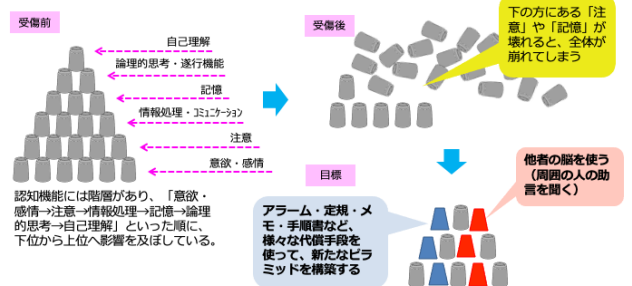 受傷前
自己理解
論理的思考・遂行機能
記憶
情報処理・ｺﾐｭﾆｹｰｼｮﾝ
注意
意欲・感情
認知機能には階層があり、「意欲・
感情→注意→情報処理→記憶→論理
的思考→自己理解」といった順に、
下位から上位へ影響を及ぼしている。
受傷後
下の方にある「注
意」や「記憶」が
壊れると、全体が
崩れてしまう
目標
アラーム・定規・メ
モ・手順書など、
様々な代償手段を
使って、新たなピラ
ミッドを構築する
他者の脳を使う
（周囲の人の助
言を聞く）